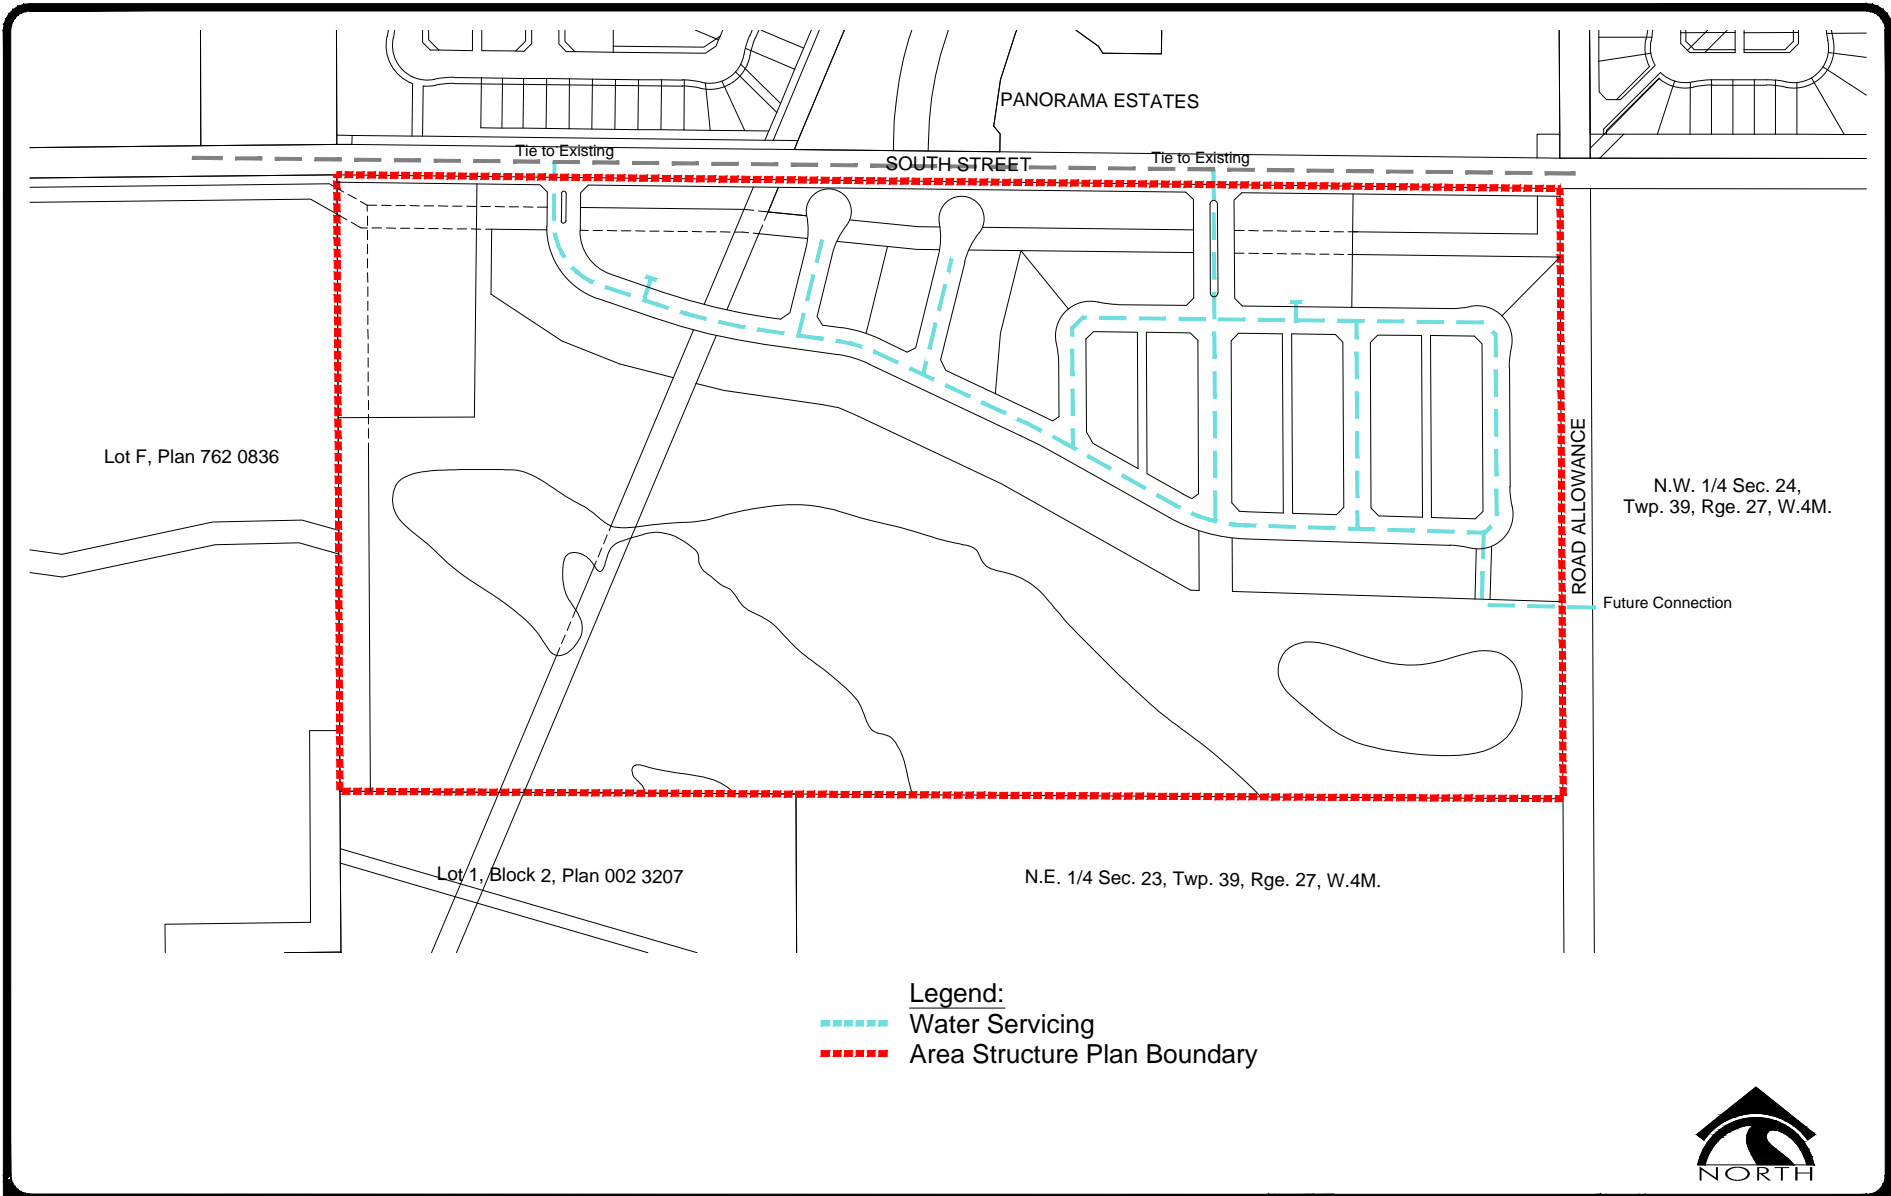 PANORAMA ESTATES
Tie to Existing
SOUTH STREET
Tie to Existing
Lot F, Plan 762 0836
ROAD ALLOWANCE
N.W. 1/4 Sec. 24,
Twp. 39, Rge. 27, W.4M.
Future Connection
Lot 1, Block 2, Plan 002 3207
N.E. 1/4 Sec. 23, Twp. 39, Rge. 27, W.4M.
Legend:
Water Servicing
Area Structure Plan Boundary
NORTH